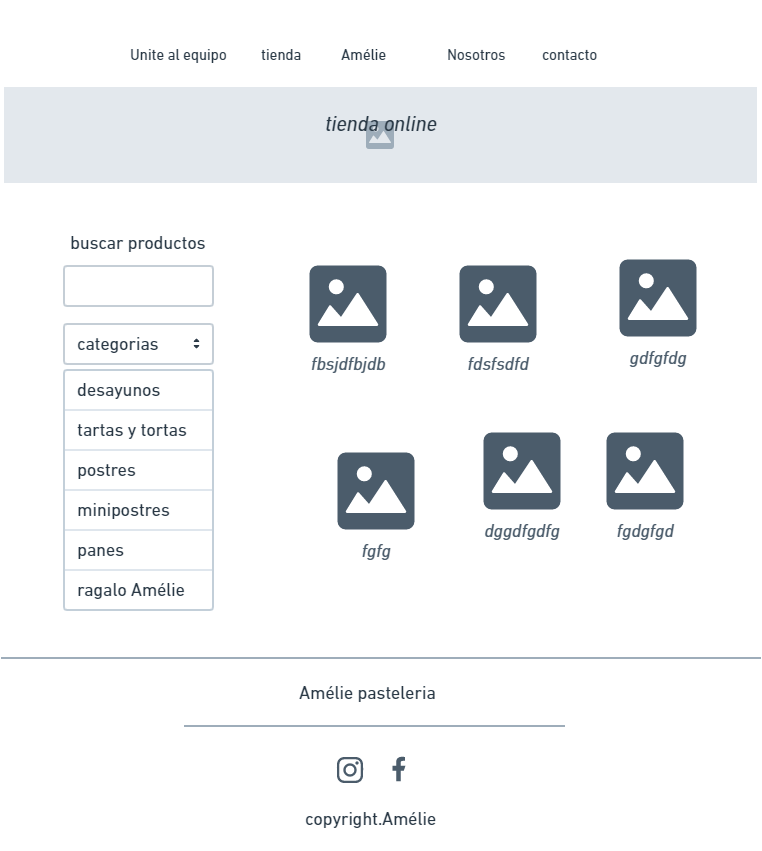 Unite al equipo tienda Amélie Nosotros contacto
tienda online
buscar productos
categorias
desayunos
tartas y tortas
postres
minipostres
panes
ragalo Amélie
fbsjdfbjdb fdsfsdfd gdfgfdg
fgfg dggdfgdfg fgdgfgd
Amélie pasteleria
copyright.Amélie